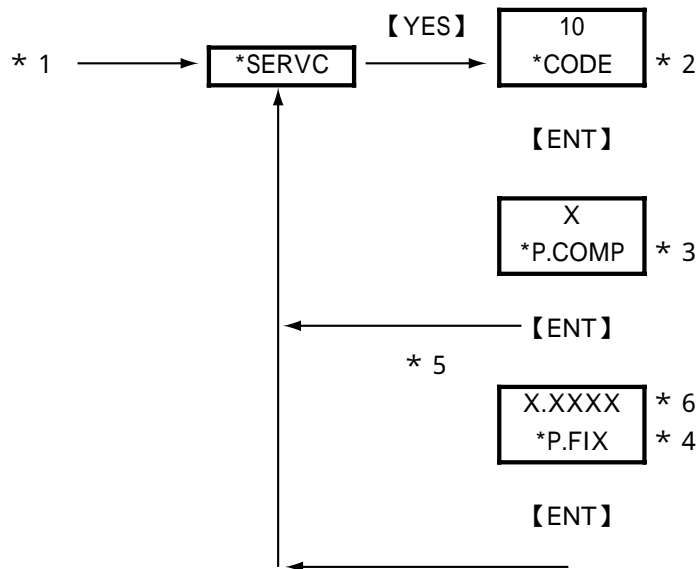 【YES】
10
* 1 *SERVC *CODE * 2
【ENT】
X
*P.COMP * 3
【ENT】
* 5
X.XXXX * 6
*P.FIX * 4
【ENT】